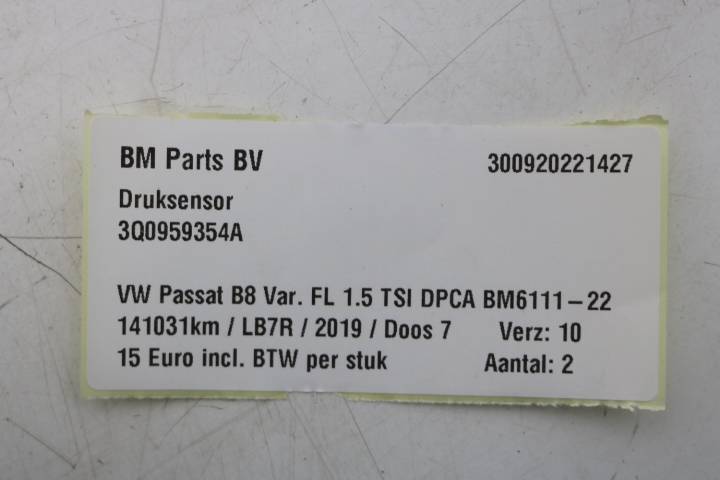 BM Parts BV 300920221427
Druksensor
3Q0959354A
VW Passat B8 Var. FL 1.5 TSI DPCA BM6111-22
141031km / LB7R / 2019 / Doos 7 Verz: 10
15 Euro incl. BTW per stuk Aantal: 2